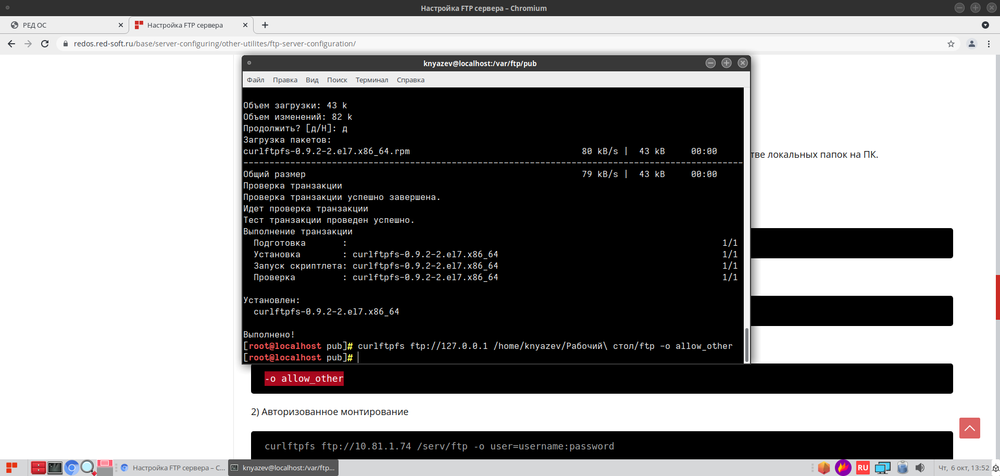 Настройка FTP сервера – Chromium
РЕД ОС
Настройка FTP сервера
redos.red-soft.ru/base/server-configuring/other-utilites/ftp-server-configuration/
knyazev@localhost:/var/ftp/pub
Файл Правка Вид Поиск Терминал Справка
Объем загрузки: 43 k
Объем изменений: 82 k
Продолжить? [д/Н]: д
Загрузка пакетов:
curlftpfs-0.9.2-2.el7.x86_64.rpm 80 kB/s | 43 kB 00:00
--------------------------------------------------------------------------------
Общий размер 79 kB/s | 43 kB 00:00
Проверка транзакции
Проверка транзакции успешно завершена.
Идет проверка транзакции
Тест транзакции проведен успешно.
Выполнение транзакции
Подготовка : 1/1
Установка : curlftpfs-0.9.2-2.el7.x86_64 1/1
Запуск скриптлета: curlftpfs-0.9.2-2.el7.x86_64 1/1
Проверка : curlftpfs-0.9.2-2.el7.x86_64 1/1
Установлен:
curlftpfs-0.9.2-2.el7.x86_64
Выполнено!
[root@localhost pub]# curlftpfs ftp://127.0.0.1 /home/knyazev/Рабочий\ стол/ftp -o allow_other
[root@localhost pub]#
тве локальных папок на ПК.
-o allow_other
2) Авторизованное монтирование
curlftpfs ftp://10.81.1.74 /serv/ftp -o user=username:password
Настройка FTP сервера – C...
knyazev@localhost:/var/ftp...
RU
Чт, 6 окт, 13:52